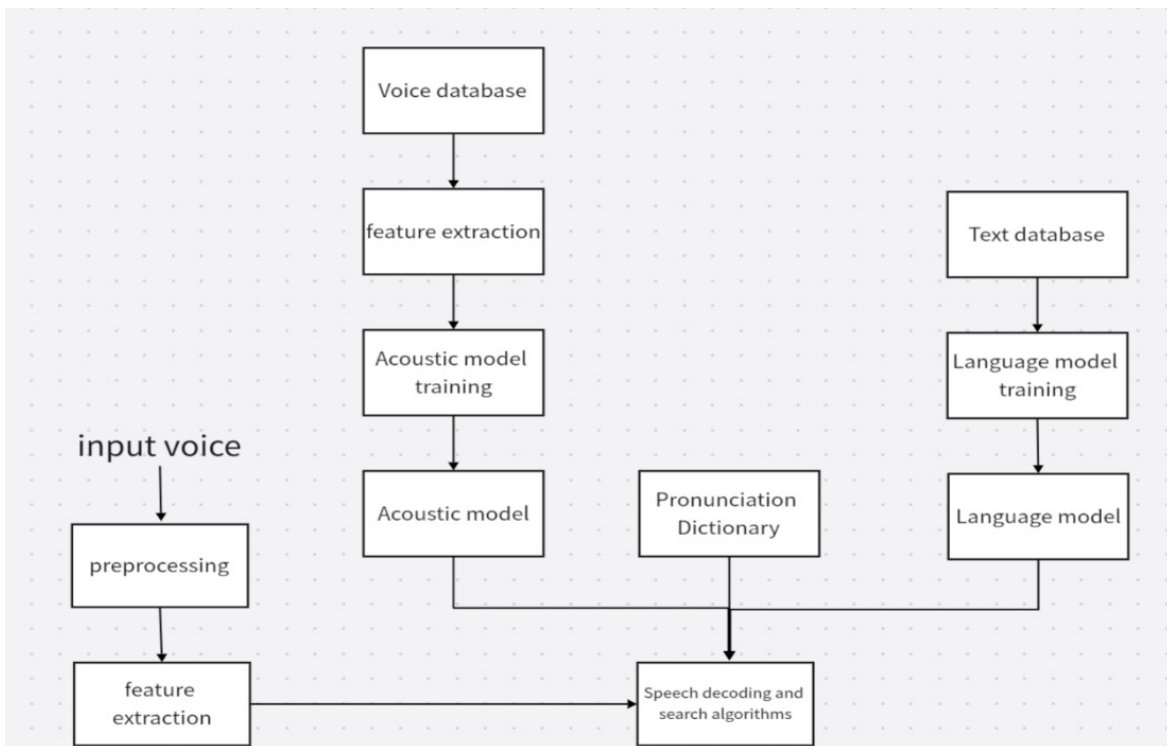 Voice database
feature extraction
Text database
Acoustic model
training
Language model
training
input voice
Acoustic model
Pronunciation
Dictionary
Language model
preprocessing
feature
extraction
Speech decoding and
search algorithms